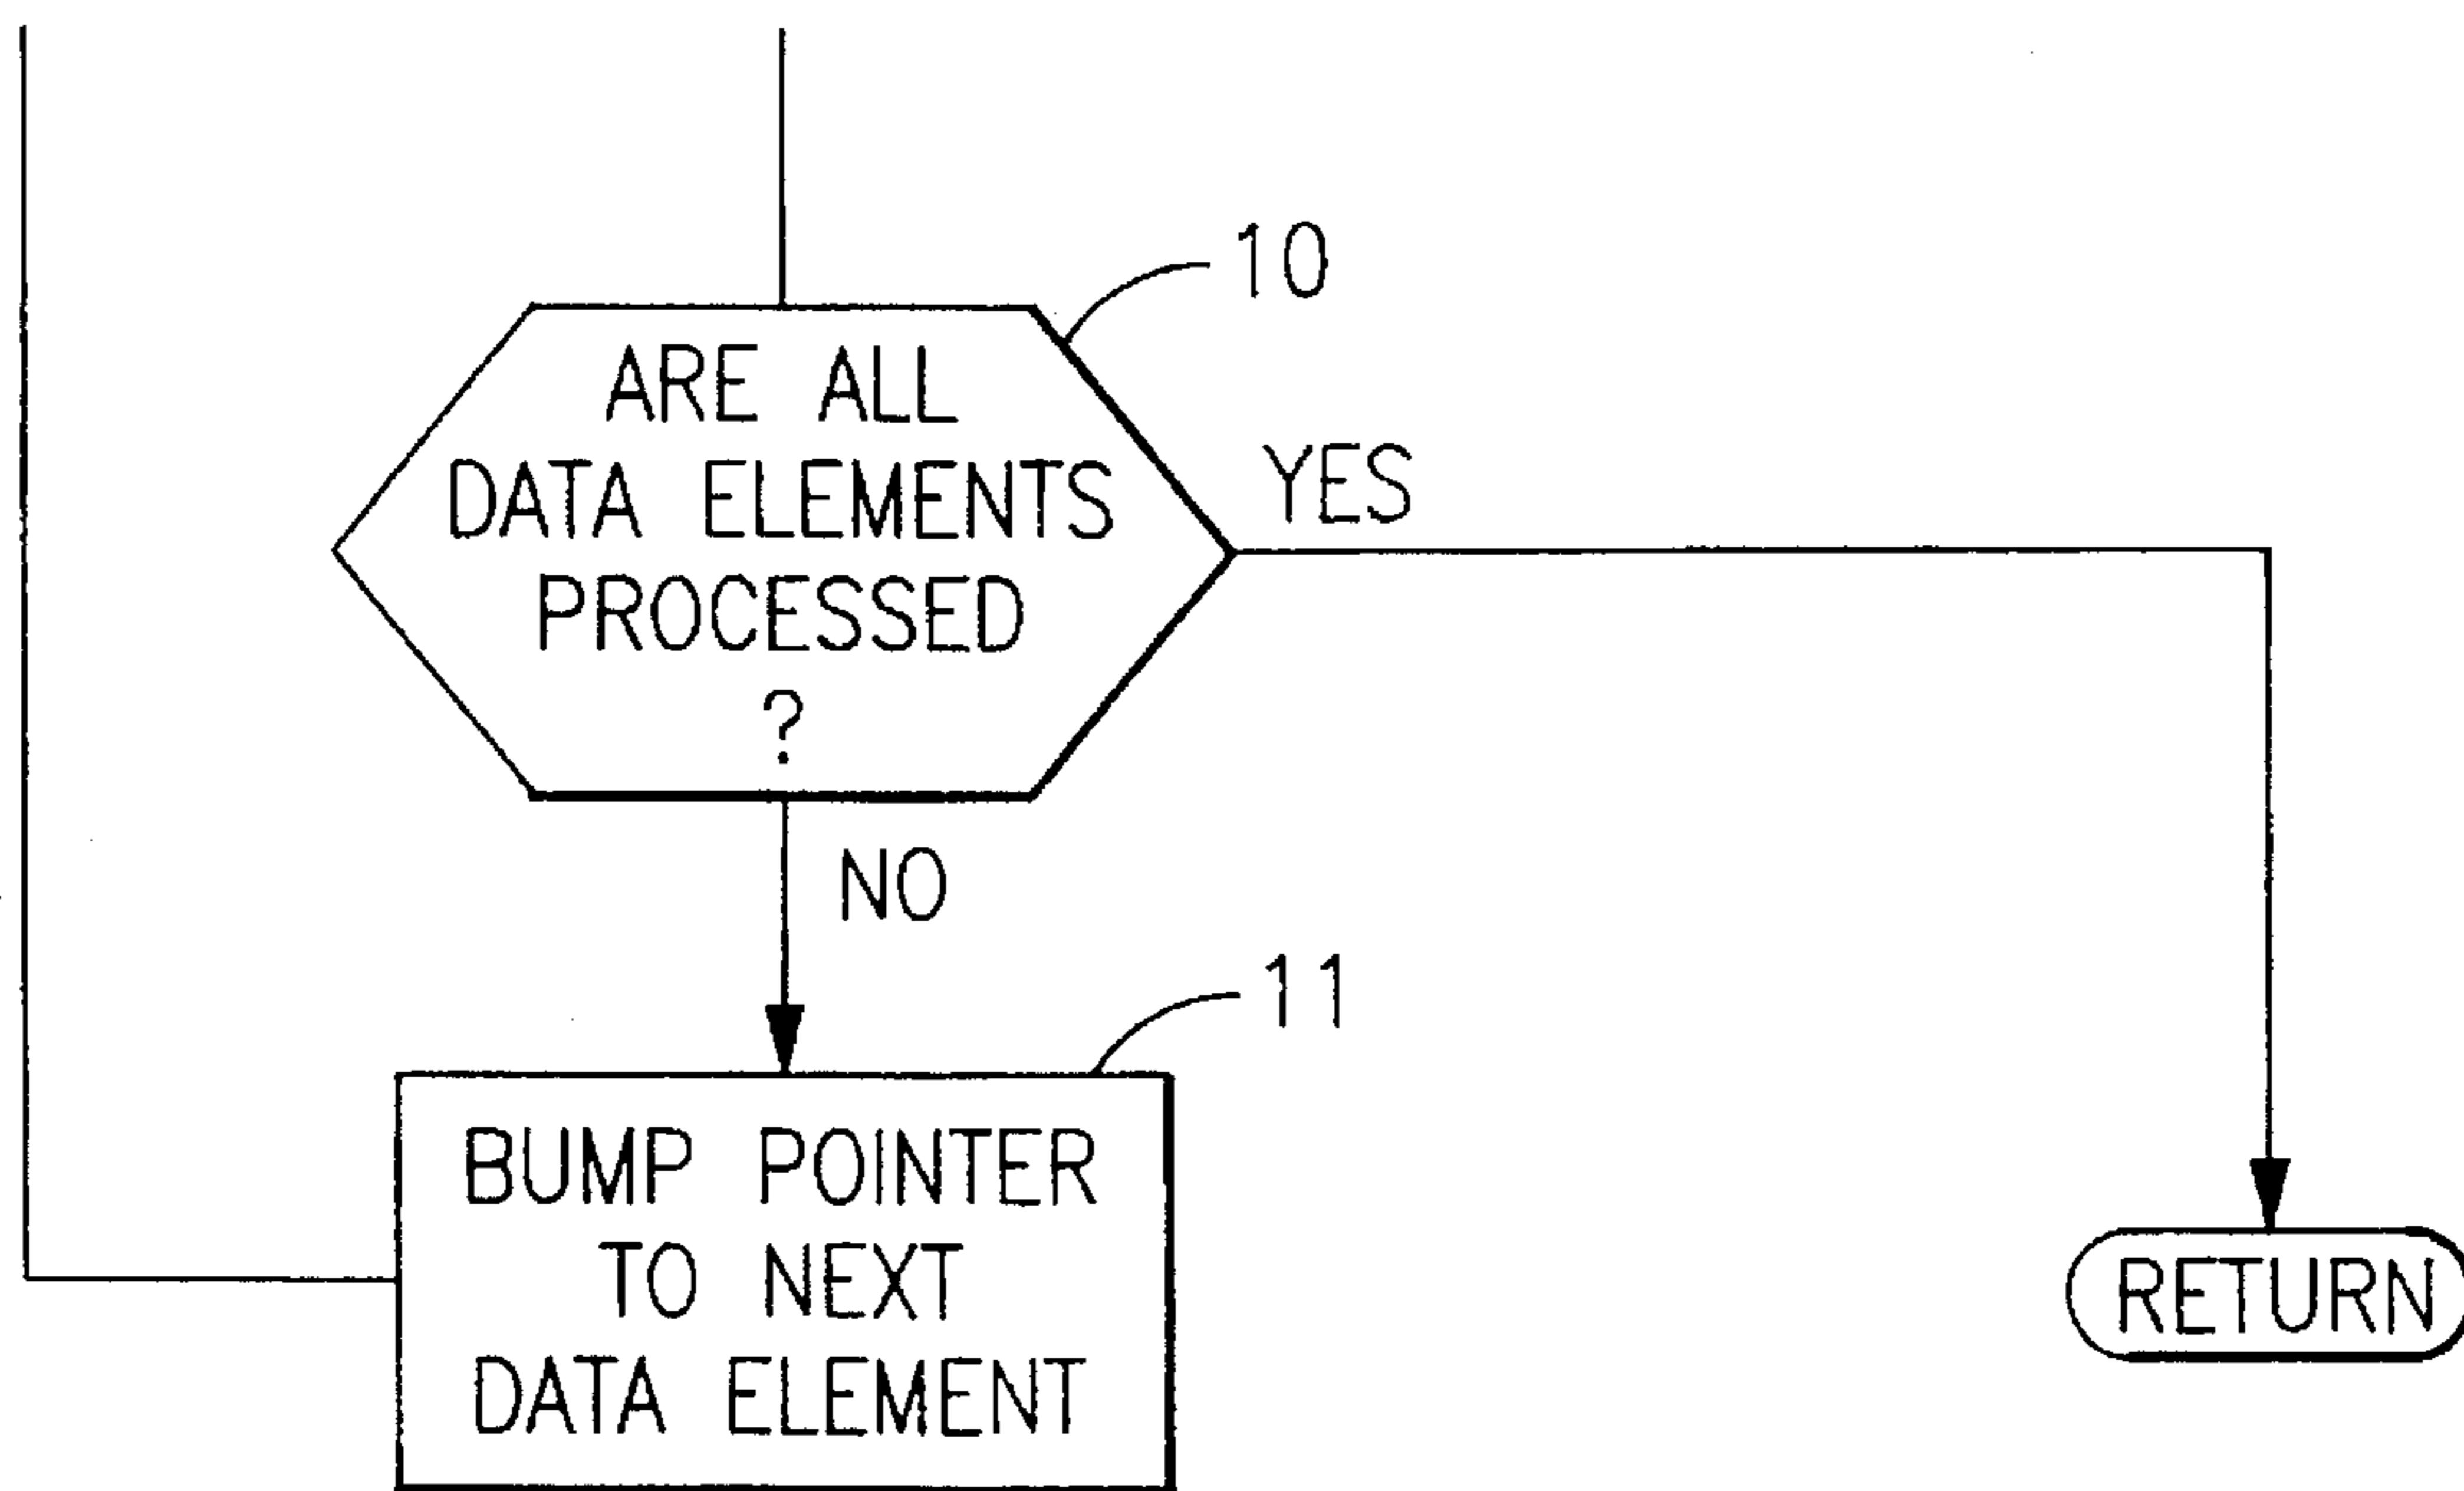 10
ARE ALL
DATA ELEMENTS
PROCESSED
?
YES
NO
11
BUMP POINTER
TO NEXT
DATA ELEMENT
RETURN